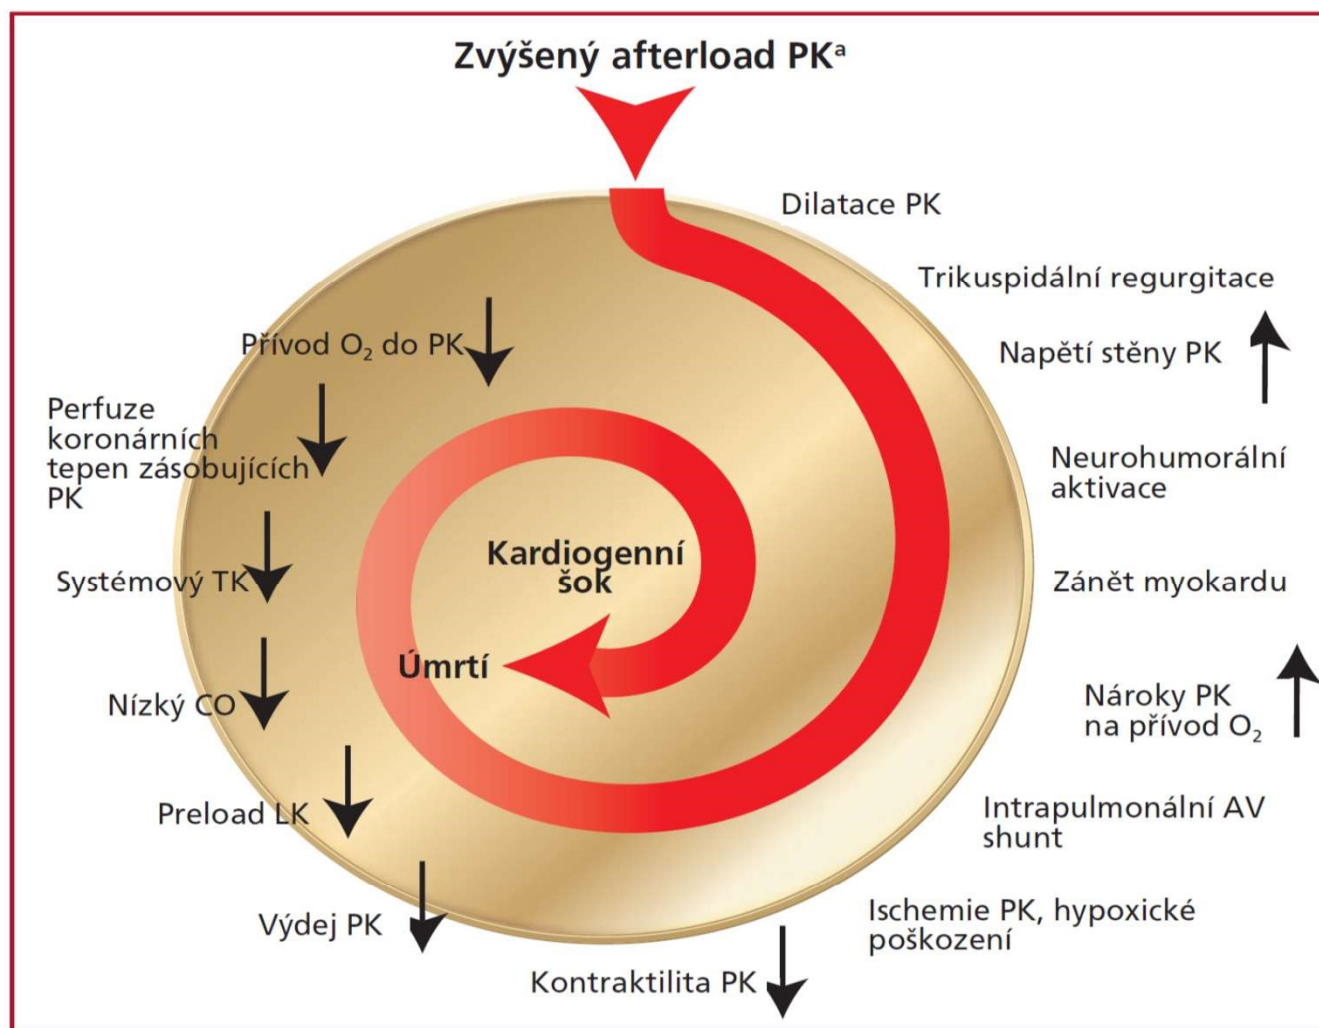 Zvýšený afterload PKᵃ
Dilatace PK
Trikuspidální regurgitace
Napětí stěny PK
Neurohumorální
aktivace
Zánět myokardu
Nároky PK
na přívod O₂
Intrapulmonální AV
shunt
Ischemie PK, hypoxické
poškození
Kontraktilita PK
Výdej PK
Preload LK
Nízký CO
Systémový TK
Perfuze
koronárních
tepen zásobujících
PK
Přívod O₂ do PK
Kardiogenní
šok
Úmrtí